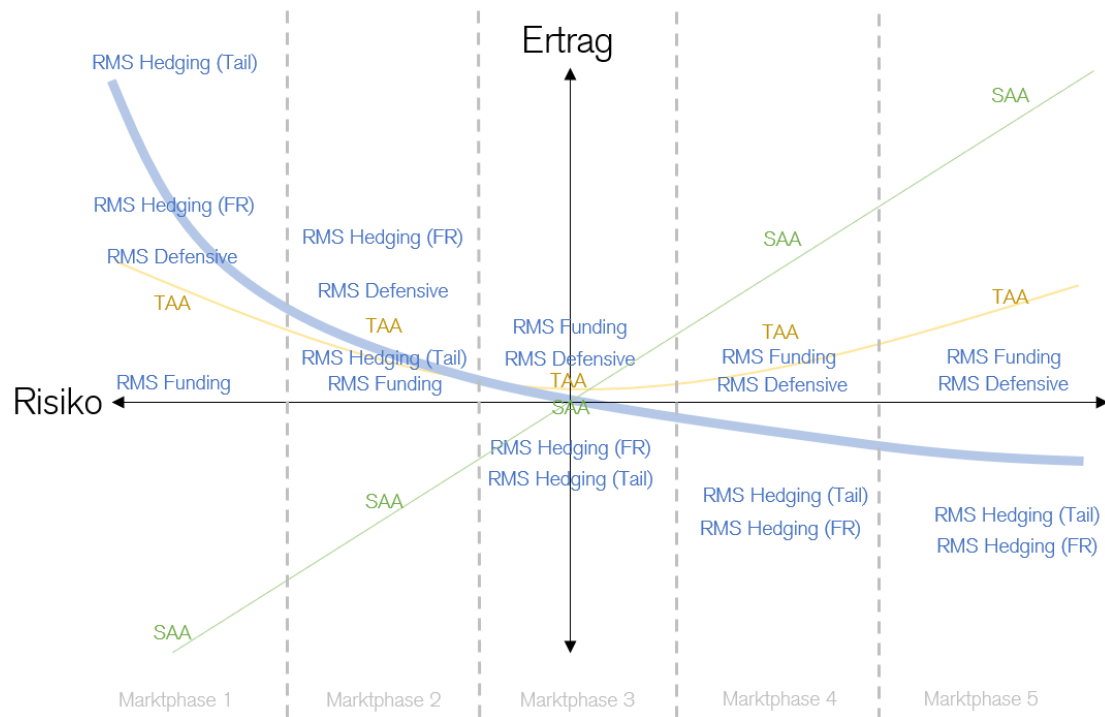 Ertrag
RMS Hedging (Tail)
SAA
RMS Hedging (FR)
RMS Hedging (FR)
SAA
RMS Defensive
RMS Defensive
TAA
TAA
TAA
RMS Funding
TAA
RMS Hedging (Tail)
RMS Defensive
RMS Funding
RMS Funding
RMS Funding
RMS Funding
TAA
RMS Defensive
RMS Defensive
Risiko
SAA
RMS Hedging (FR)
RMS Hedging (Tail)
SAA
RMS Hedging (Tail)
RMS Hedging (FR)
RMS Hedging (Tail)
RMS Hedging (FR)
SAA
Marktphase 1
Marktphase 2
Marktphase 3
Marktphase 4
Marktphase 5